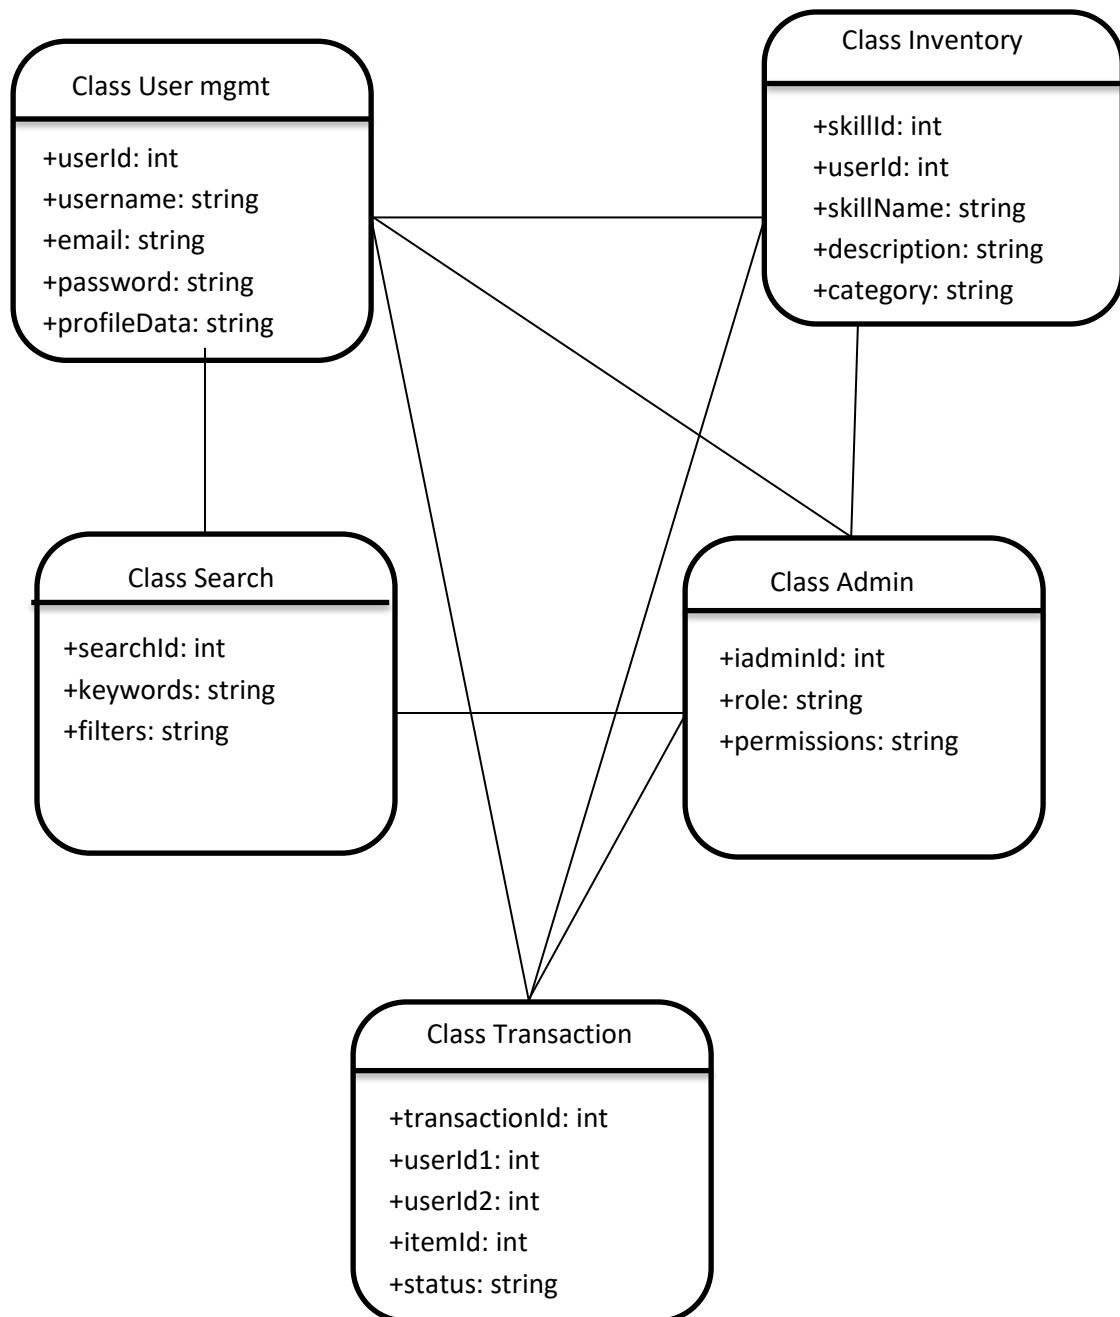 Class User mgmt
+userId: int
+username: string
+email: string
+password: string
+profileData: string
Class Inventory
+skillId: int
+userId: int
+skillName: string
+description: string
+category: string
Class Search
+searchId: int
+keywords: string
+filters: string
Class Admin
+iadminId: int
+role: string
+permissions: string
Class Transaction
+transactionId: int
+userId1: int
+userId2: int
+itemId: int
+status: string